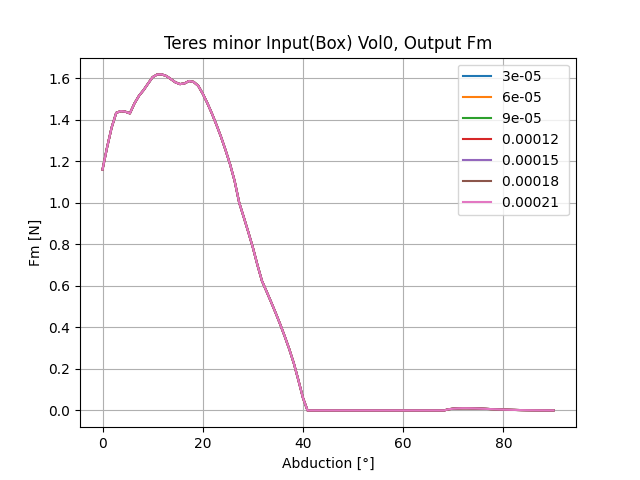 Teres minor Input(Box) Vol0, Output Fm
3e-05
6e-05
9e-05
0.00012
0.00015
0.00018
0.00021
Fm [N]
1.6
1.4
1.2
1.0
0.8
0.6
0.4
0.2
0.0
0 20 40 60 80
Abduction [°]